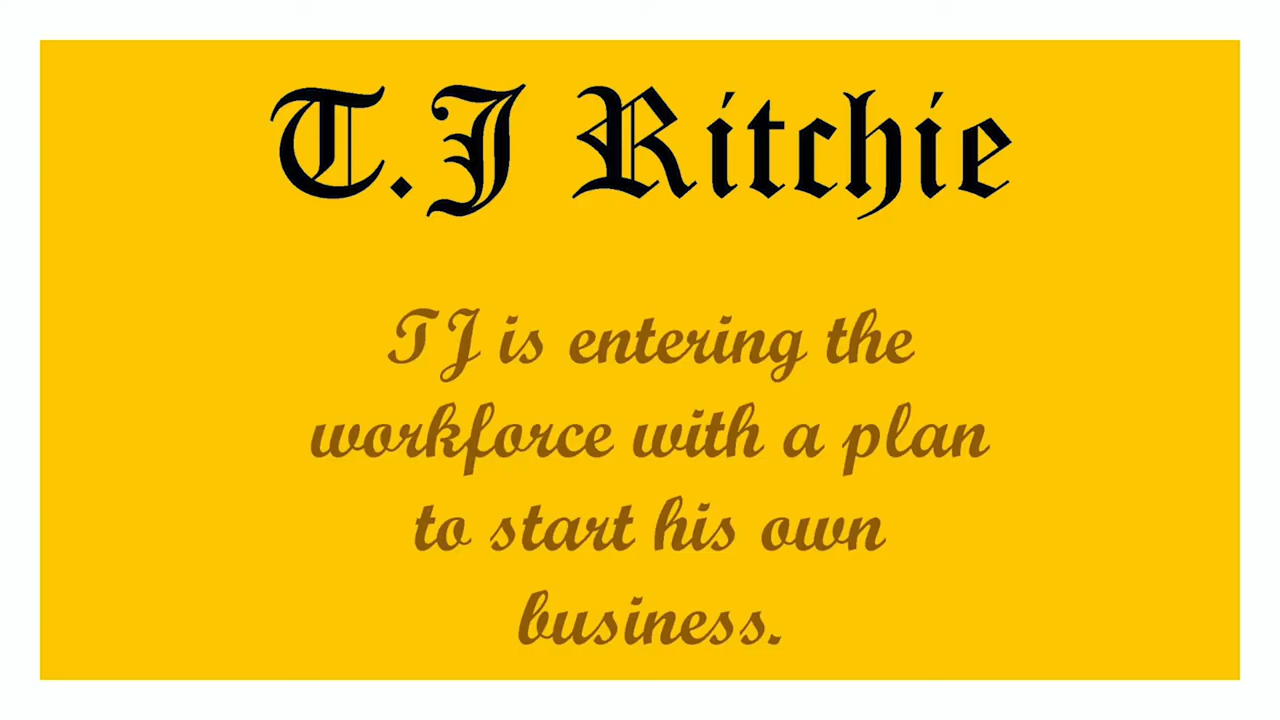 T.J Ritchie
TJ is entering the
workforce with a plan
to start his own
business.